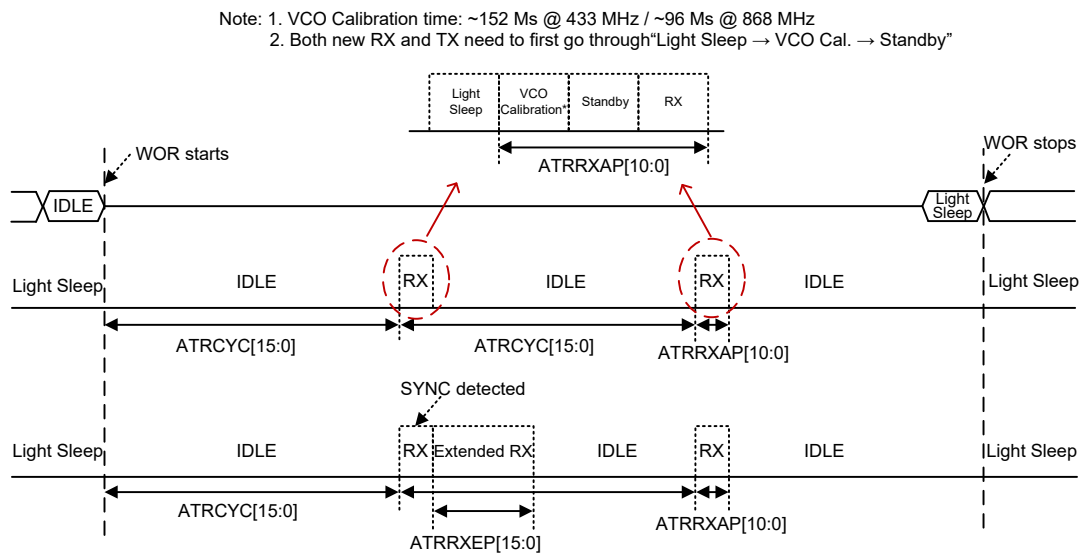 Note: 1. VCO Calibration time: ~152 Ms @ 433 MHz / ~96 Ms @ 868 MHz
2. Both new RX and TX need to first go through“Light Sleep → VCO Cal. → Standby”
Light
Sleep
VCO
Calibration*
Standby
RX
ATRRXAP[10:0]
WOR starts
WOR stops
IDLE
Light
Sleep
Light Sleep
IDLE
RX
IDLE
RX
IDLE
Light Sleep
ATRCYC[15:0]
ATRCYC[15:0]
ATRRXAP[10:0]
SYNC detected
Light Sleep
IDLE
RX
Extended RX
IDLE
RX
IDLE
Light Sleep
ATRCYC[15:0]
ATRRXAP[10:0]
ATRRXEP[15:0]